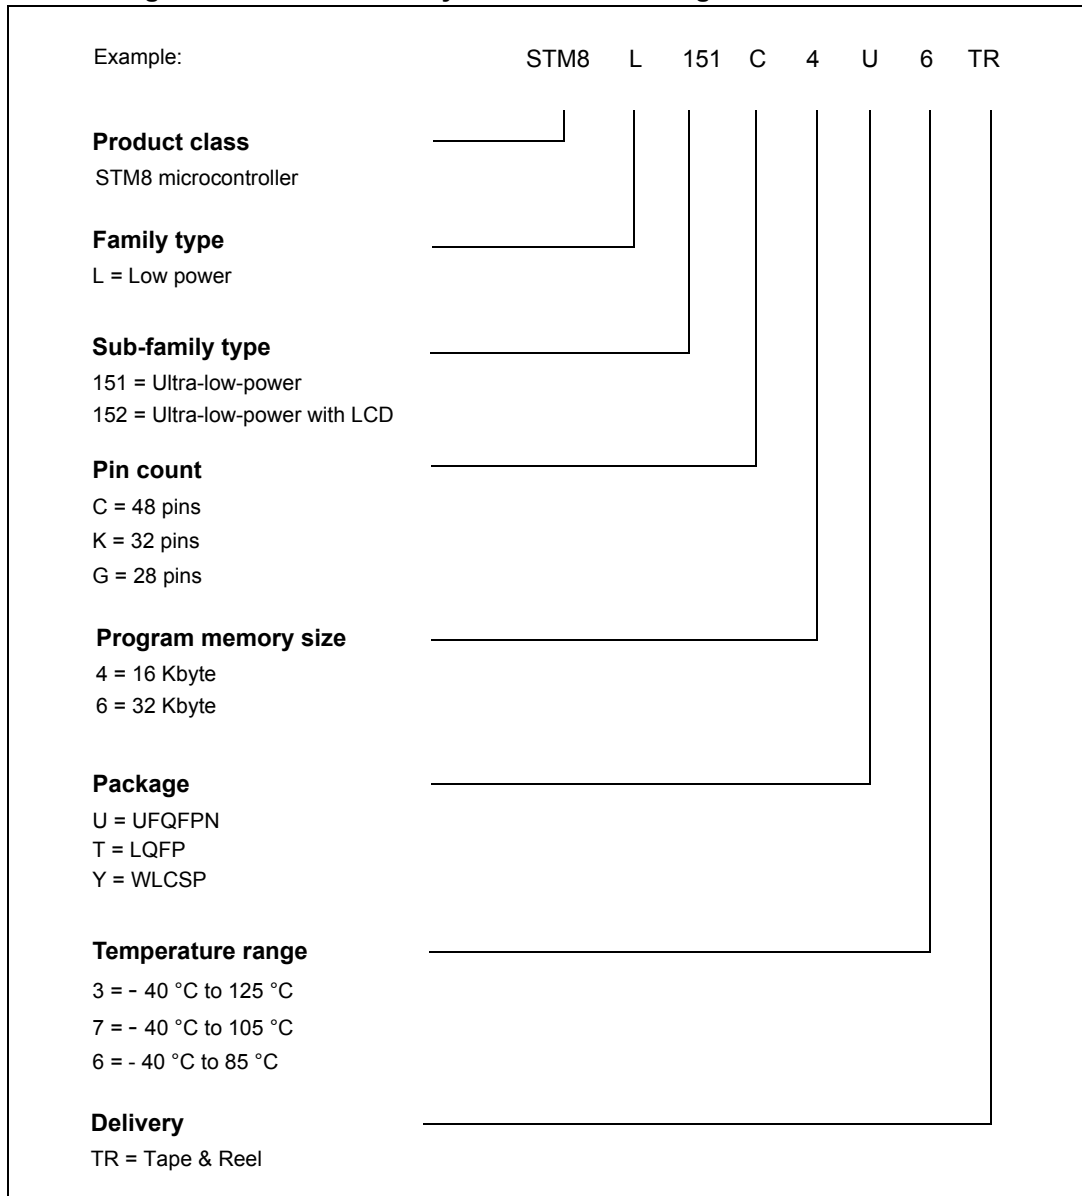 Example: STM8 L 151 C 4 U 6 TR
Product class
STM8 microcontroller
Family type
L = Low power
Sub-family type
151 = Ultra-low-power
152 = Ultra-low-power with LCD
Pin count
C = 48 pins
K = 32 pins
G = 28 pins
Program memory size
4 = 16 Kbyte
6 = 32 Kbyte
Package
U = UFQFPN
T = LQFP
Y = WLCSP
Temperature range
3 = - 40 °C to 125 °C
7 = - 40 °C to 105 °C
6 = - 40 °C to 85 °C
Delivery
TR = Tape & Reel